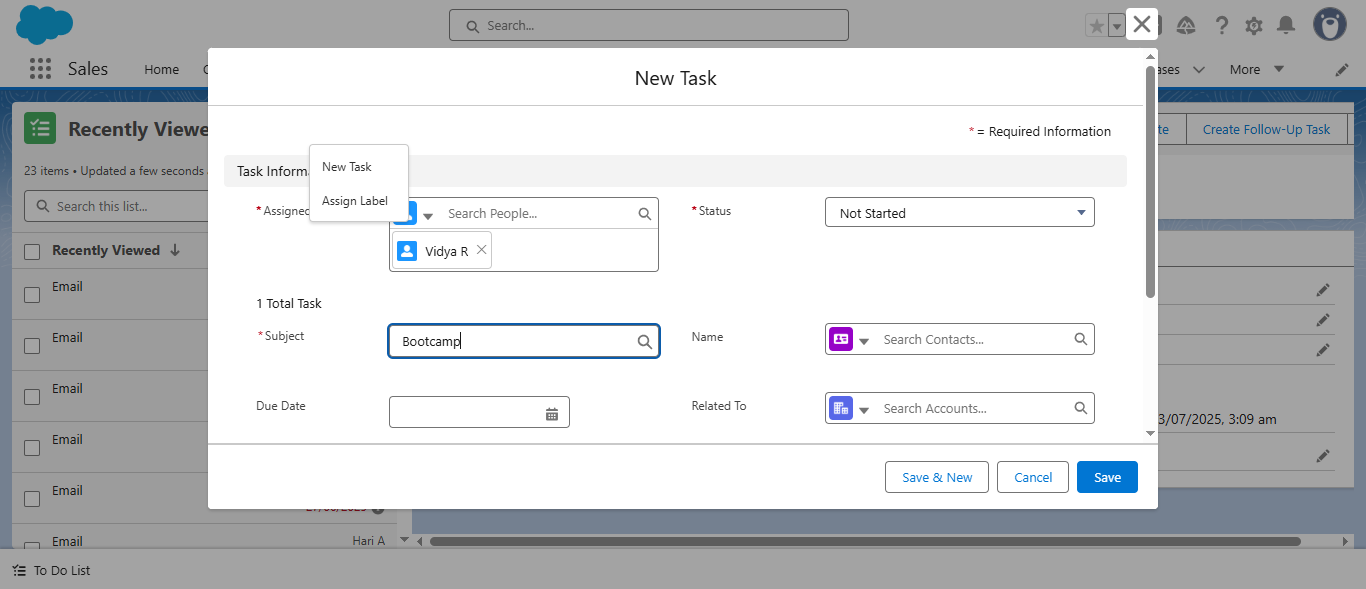 Search...
Sales
Home
ases
More
New Task
Recently Viewe
te
Create Follow-Up Task
* = Required Information
23 items • Updated a few seconds
New Task
Task Inform
Assign Label
Search this list...
* Assigned
Search People...
* Status
Not Started
Recently Viewed
Vidya R
Email
1 Total Task
Email
* Subject
Bootcamp
Name
Search Contacts...
Email
Due Date
Related To
Search Accounts...
3/07/2025, 3:09 am
Email
Save & New
Cancel
Save
Email
Email
Hari A
To Do List